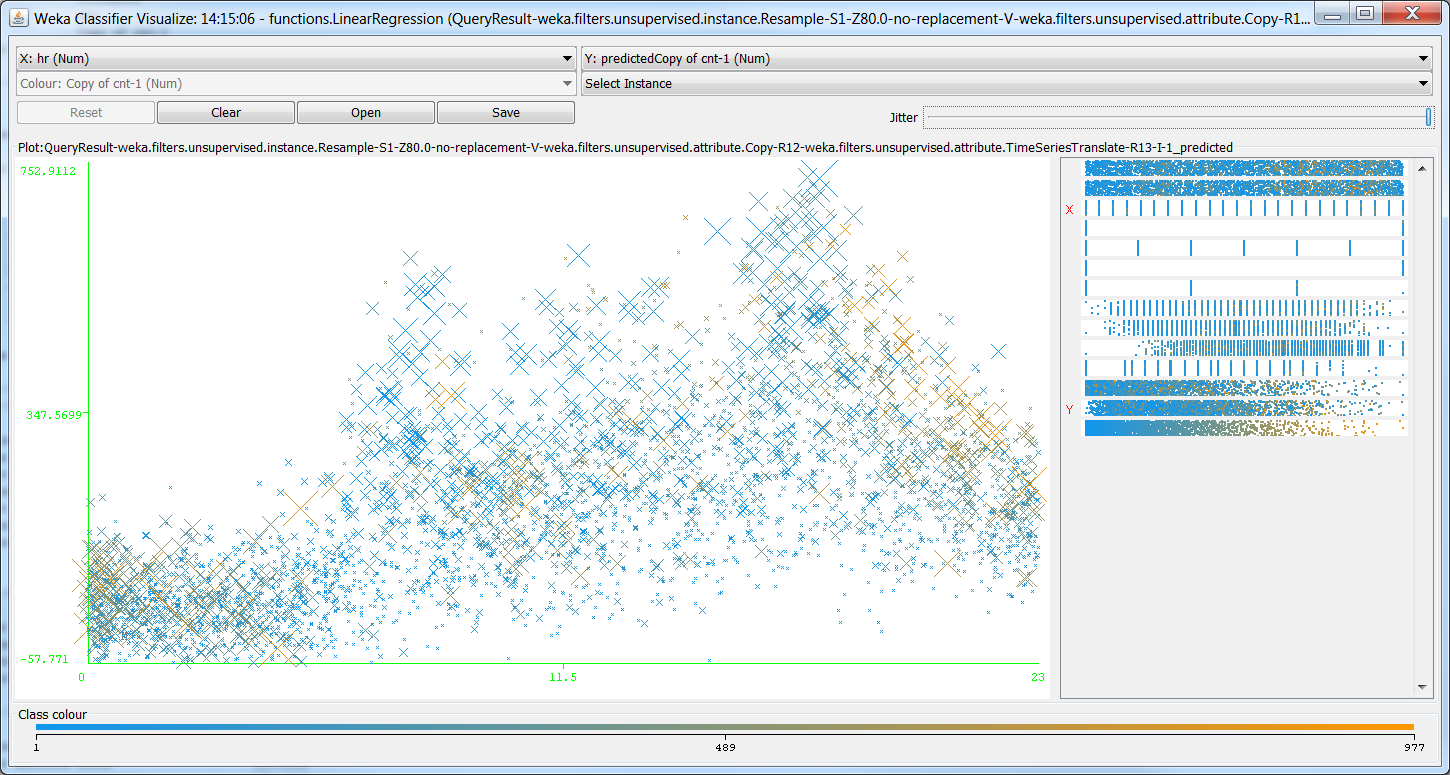 Weka Classifier Visualize: 14:15:06 - functions.LinearRegression (QueryResult-weka.filters.unsupervised.instance.Resample-S1-Z80.0-no-replacement-V-weka.filters.unsupervised.attribute.Copy-R1...
X: hr (Num)
Y: predictedCopy of cnt-1 (Num)
Colour: Copy of cnt-1 (Num)
Select Instance
Reset
Clear
Open
Save
Jitter
Plot:QueryResult-weka.filters.unsupervised.instance.Resample-S1-Z80.0-no-replacement-V-weka.filters.unsupervised.attribute.Copy-R12-weka.filters.unsupervised.attribute.TimeSeriesTranslate-R13-I-1_predicted
752.9112
347.5699
-57.771
0
11.5
23
X
Y
Class colour
1
489
977